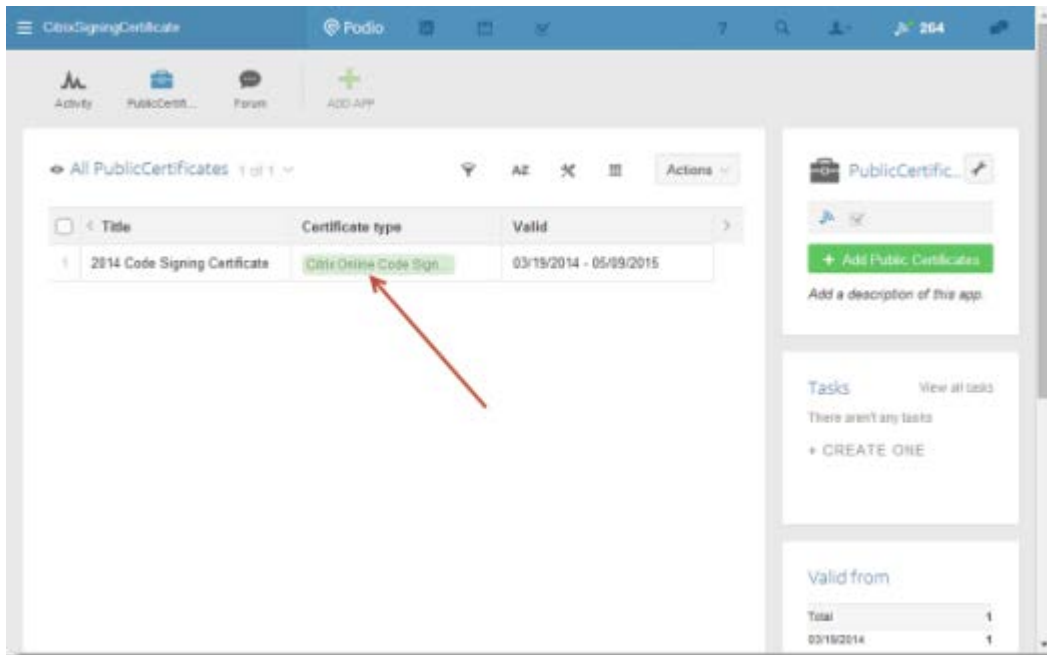 CitrixSigningCertificate
Podio
? 264
Activity PublicCertifi... Forum ADD APP
All PublicCertificates 1 of 1
AZ Actions
Title Certificate type Valid
1 2014 Code Signing Certificate Citrix Online Code Sign... 03/19/2014 - 05/09/2015
PublicCertific...
+ Add Public Certificates
Add a description of this app.
Tasks View all tasks
There aren't any tasks
+ CREATE ONE
Valid from
Total 1
03/19/2014 1